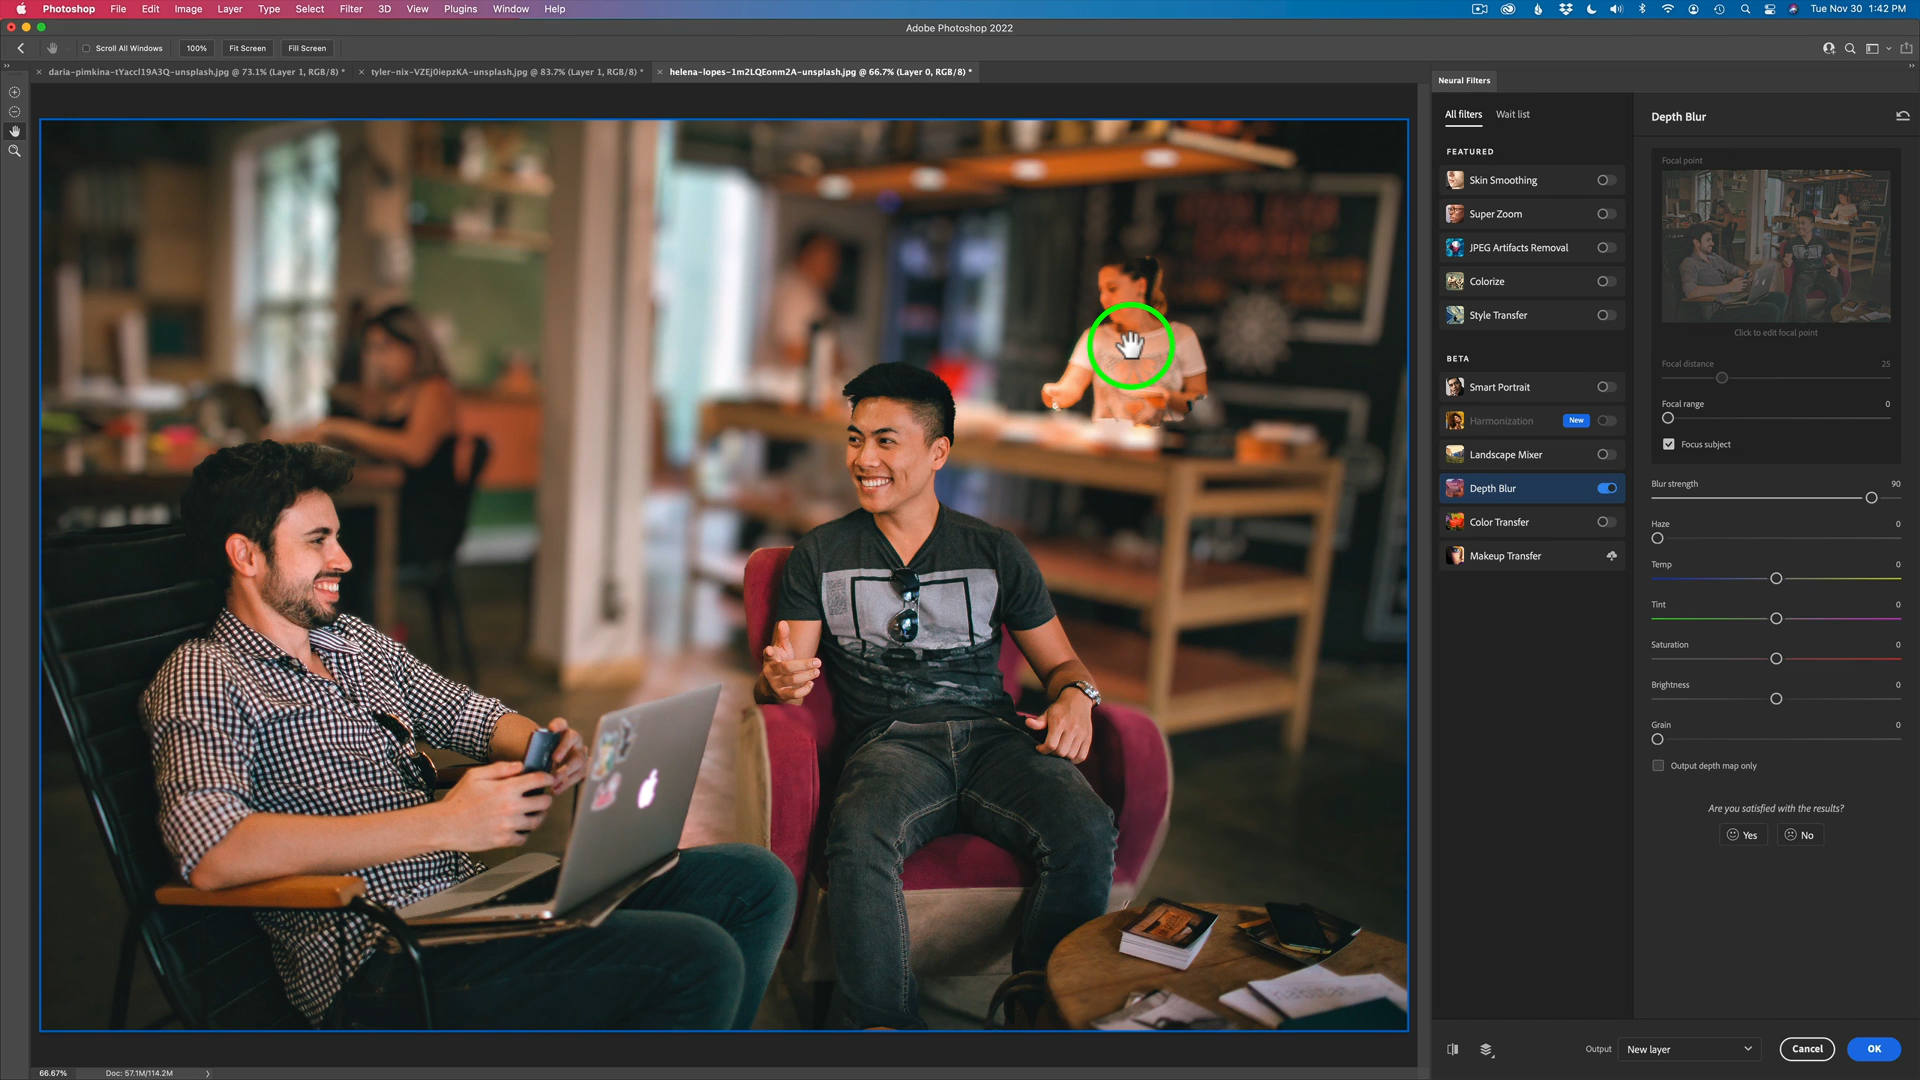 Photoshop File Edit Image Layer Type Select Filter 3D View Plugins Window Help Tue Nov 30 1:42 PM
Adobe Photoshop 2022
Scroll All Windows 100% Fit Screen Fill Screen
daria-pimkina-tYaccl19A3Q-unsplash.jpg @ 73.1% (Layer 1, RGB/8) * tyler-nix-VZEj0iepzKA-unsplash.jpg @ 83.7% (Layer 1, RGB/8) * helena-lopes-1m2LQEonm2A-unsplash.jpg @ 66.7% (Layer 0, RGB/8) *
Neural Filters
All filters Wait list
FEATURED
Skin Smoothing
Super Zoom
JPEG Artifacts Removal
Colorize
Style Transfer
BETA
Smart Portrait
Harmonization New
Landscape Mixer
Depth Blur
Color Transfer
Makeup Transfer
Depth Blur
Focal point
Click to edit focal point
Focal distance 25
Focal range 0
Focus subject
Blur strength 90
Haze 0
Temp 0
Tint 0
Saturation 0
Brightness 0
Grain 0
Output depth map only
Are you satisfied with the results?
Yes No
Output New layer Cancel OK
66.67% Doc: 57.1M/114.2M